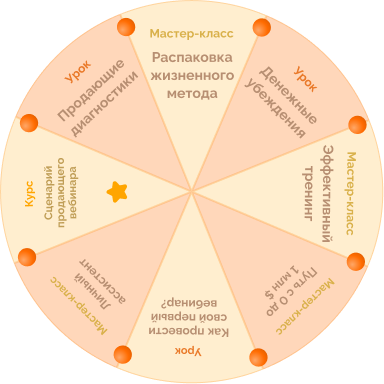 Мастер-класс
Распаковка
жизненного
метода
Урок
Денежные
убеждения
Мастер-класс
Эффективный
тренинг
Мастер-класс
Путь с 0 до
1 млн $
Урок
Как провести
свой первый
вебинар?
Мастер-класс
Личный
ассистент
Курс
Сценарий
продающего
вебинара
Урок
Продающие
диагностики